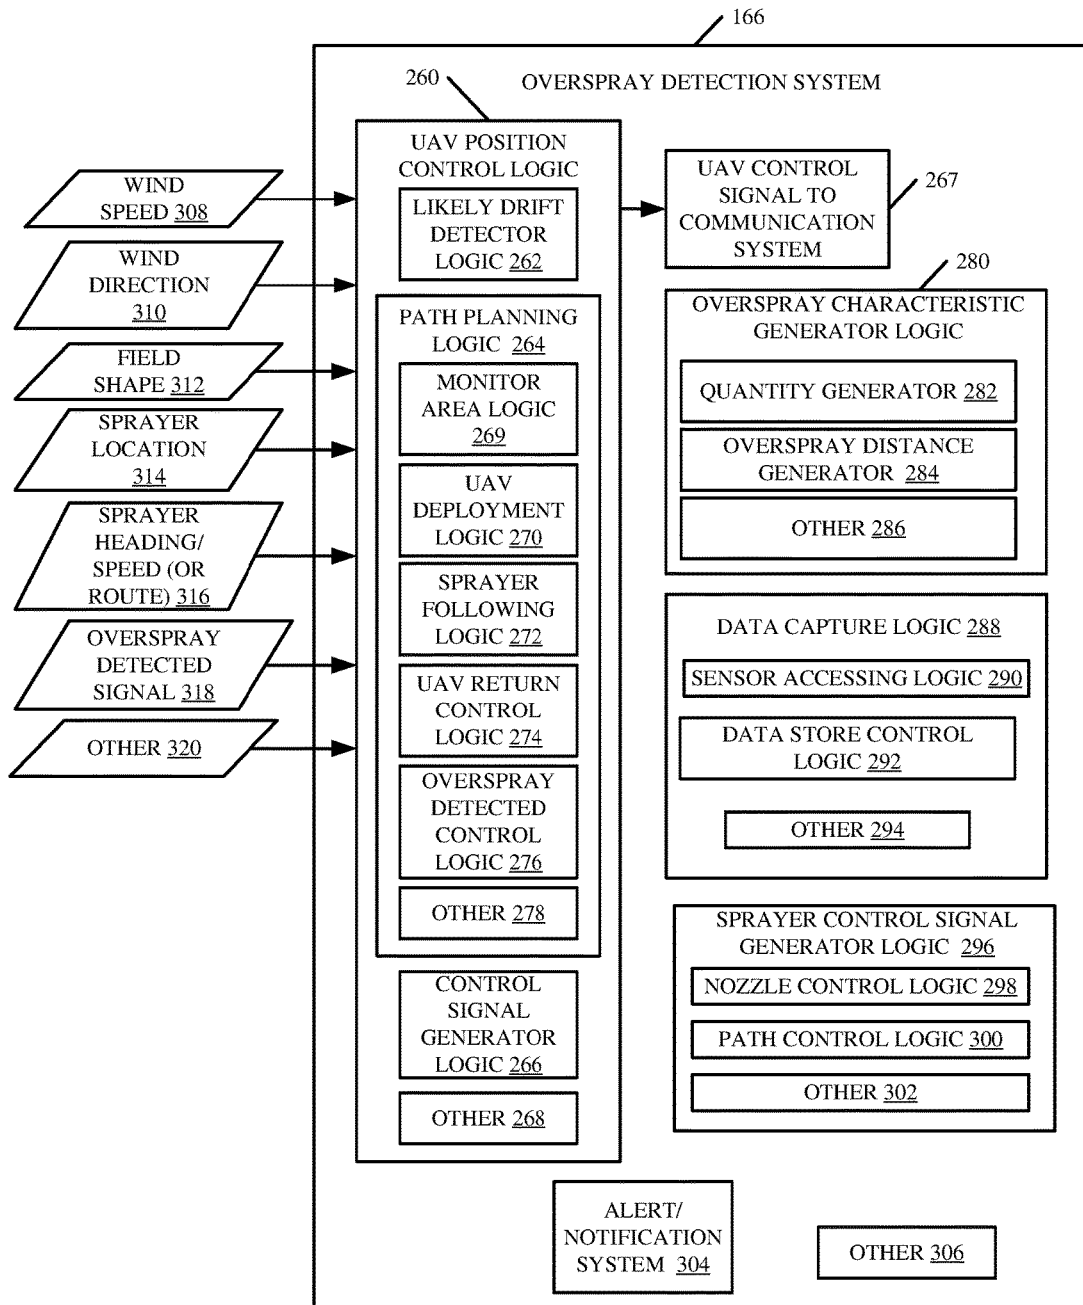 166
OVERSPRAY DETECTION SYSTEM
260
UAV POSITION
CONTROL LOGIC
LIKELY DRIFT
DETECTOR
LOGIC 262
PATH PLANNING
LOGIC 264
MONITOR
AREA LOGIC
269
UAV
DEPLOYMENT
LOGIC 270
SPRAYER
FOLLOWING
LOGIC 272
UAV RETURN
CONTROL
LOGIC 274
OVERSPRAY
DETECTED
CONTROL
LOGIC 276
OTHER 278
CONTROL
SIGNAL
GENERATOR
LOGIC 266
OTHER 268
WIND
SPEED 308
WIND
DIRECTION
310
FIELD
SHAPE 312
SPRAYER
LOCATION
314
SPRAYER
HEADING/
SPEED (OR
ROUTE) 316
OVERSPRAY
DETECTED
SIGNAL 318
OTHER 320
UAV CONTROL
SIGNAL TO
COMMUNICATION
SYSTEM
267
280
OVERSPRAY CHARACTERISTIC
GENERATOR LOGIC
QUANTITY GENERATOR 282
OVERSPRAY DISTANCE
GENERATOR 284
OTHER 286
DATA CAPTURE LOGIC 288
SENSOR ACCESSING LOGIC 290
DATA STORE CONTROL
LOGIC 292
OTHER 294
SPRAYER CONTROL SIGNAL
GENERATOR LOGIC 296
NOZZLE CONTROL LOGIC 298
PATH CONTROL LOGIC 300
OTHER 302
ALERT/
NOTIFICATION
SYSTEM 304
OTHER 306